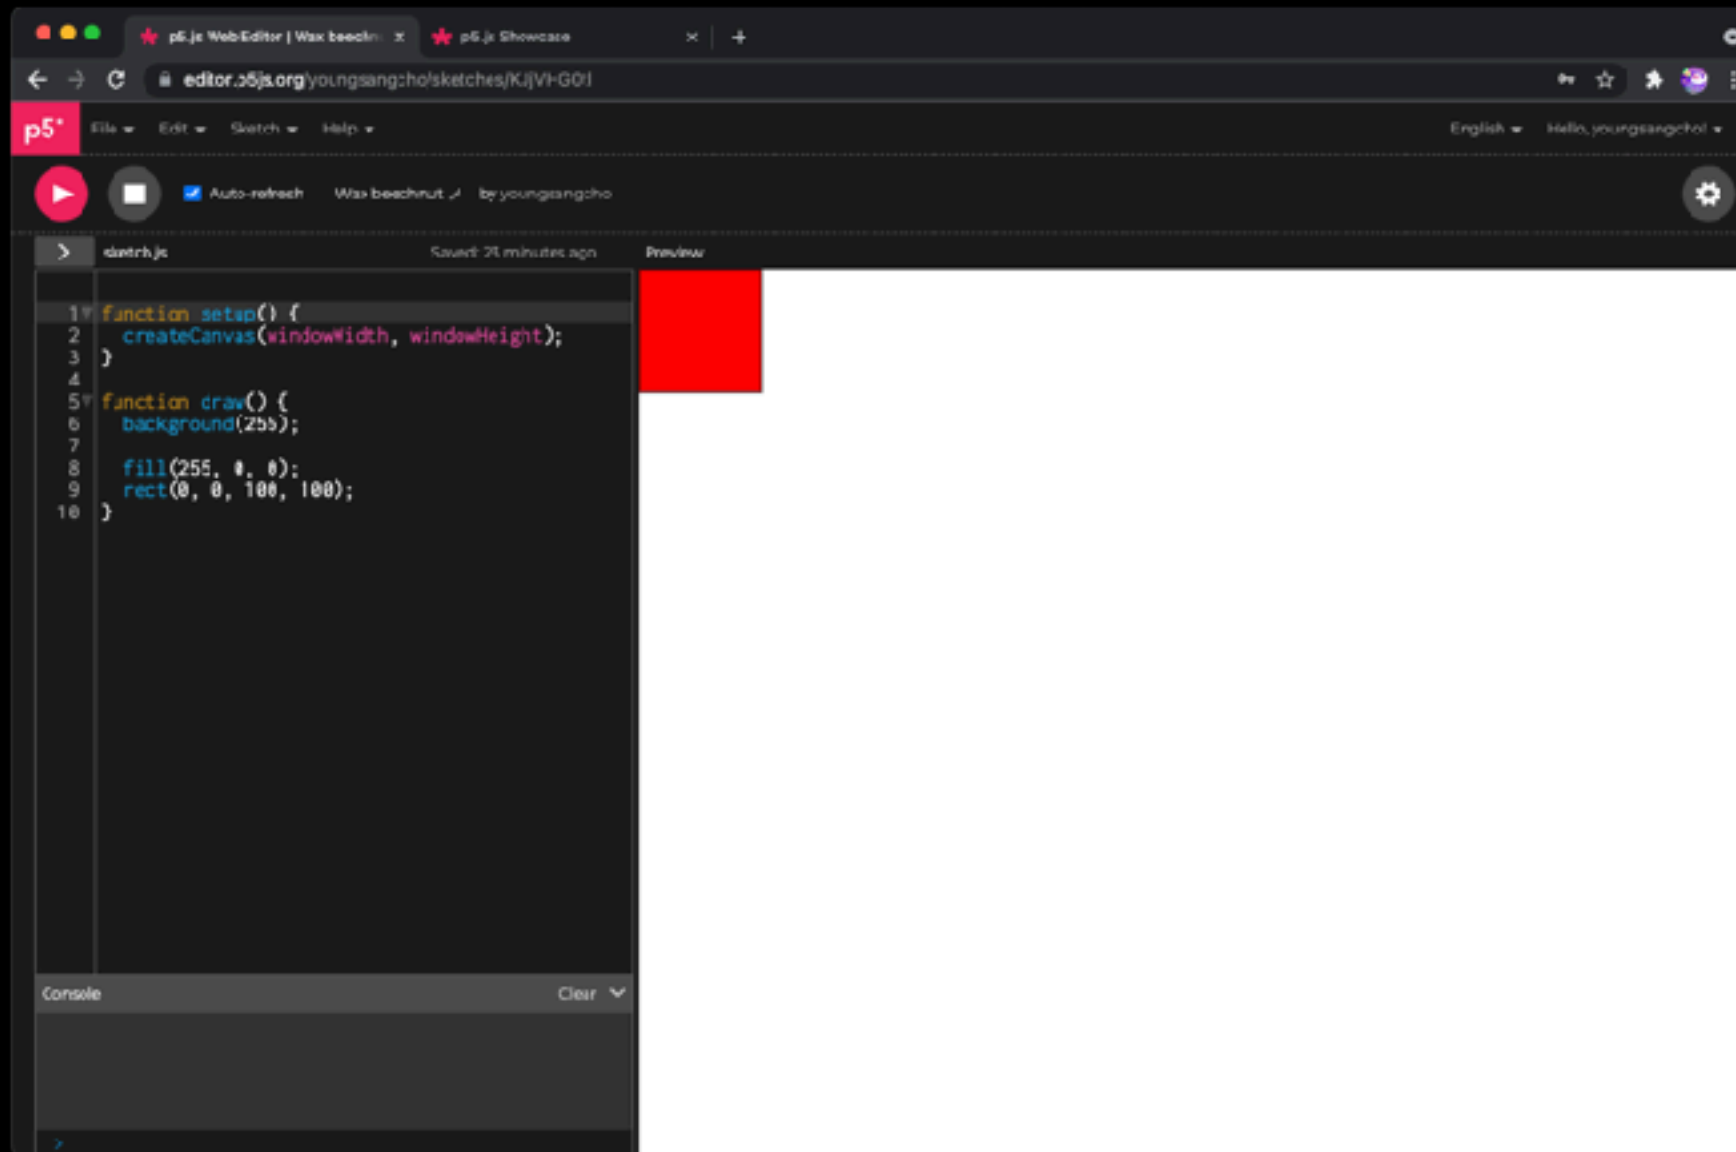 p5.js Web Editor | Wax beechn
p5.js Showcase
editor.p5js.org/youngsangcho/sketches/
p5*
File
Edit
Sketch
Help
English
Hello, youngsangcho!
Auto-refresh
Wax beechnut
by youngsangcho
sketch.js
Saved: 25 minutes ago
Preview
1 function setup() {
2 createCanvas(windowWidth, windowHeight);
3 }
4
5 function draw() {
6 background(255);
7
8 fill(255, 0, 0);
9 rect(0, 0, 100, 100);
10 }
Console
Clear
>